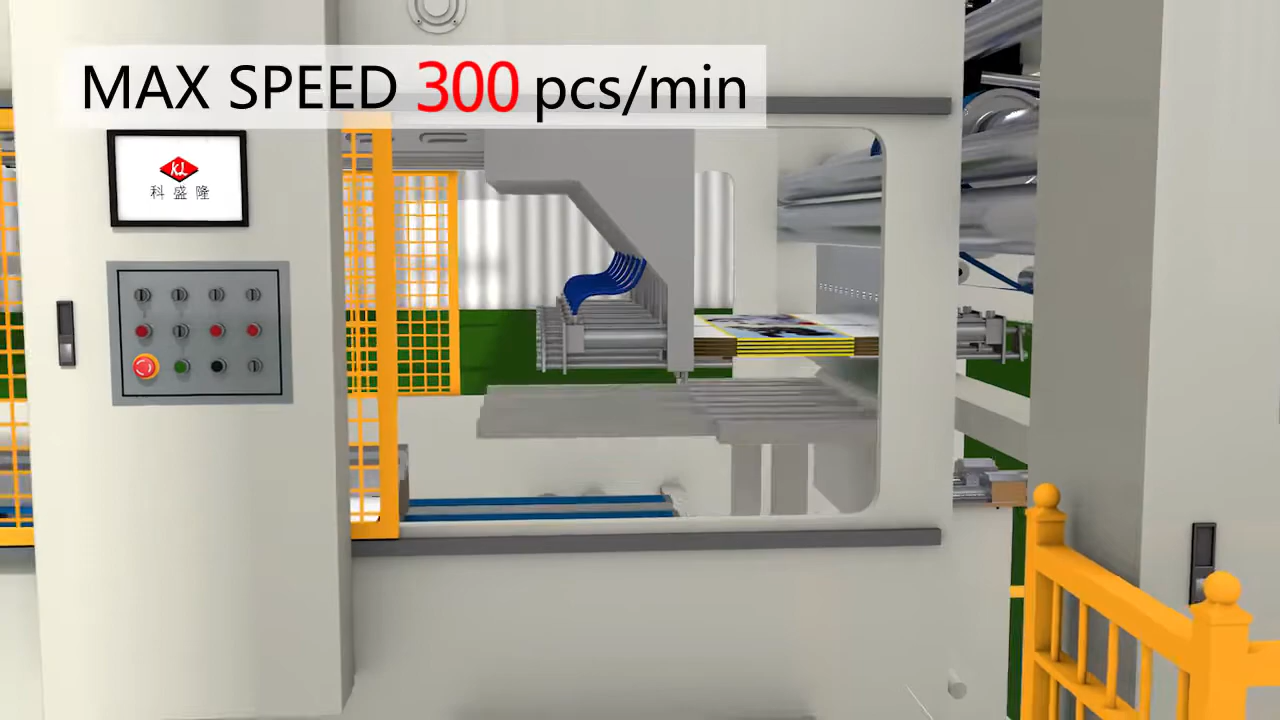 MAX SPEED 300 pcs/min
KL
科盛隆